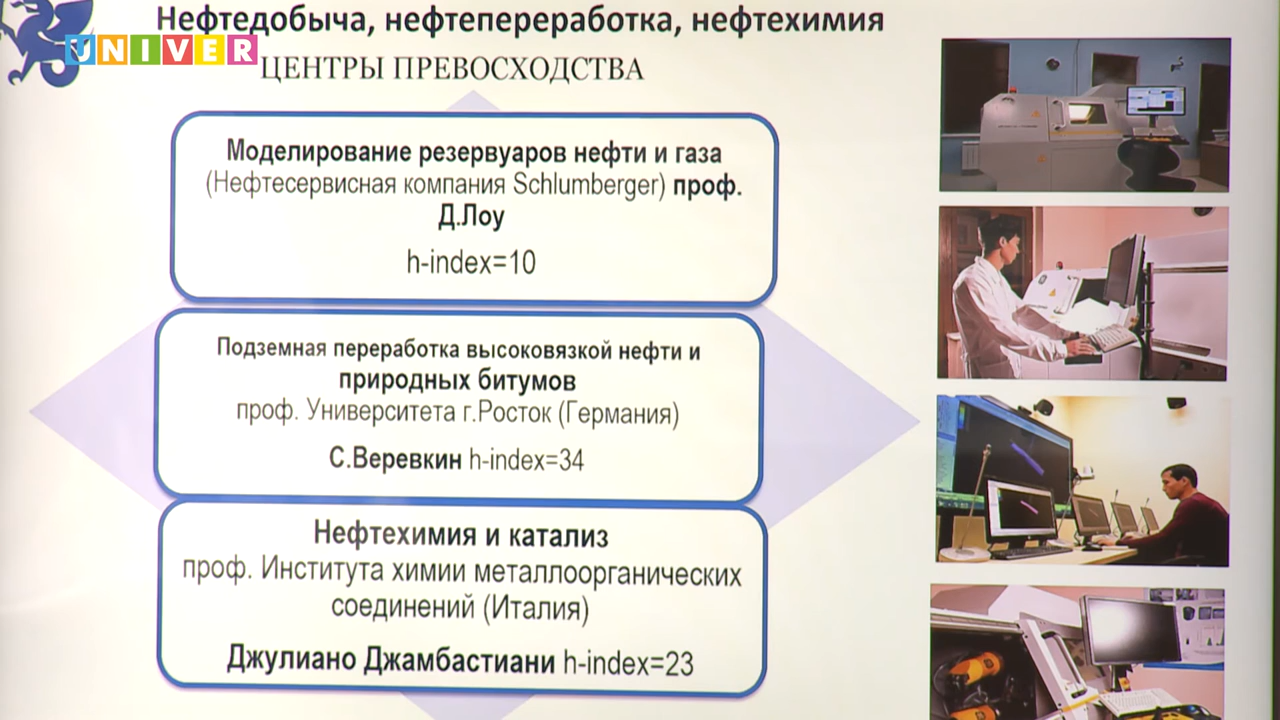 Нефтедобыча, нефтепереработка, нефтехимия
UNIVER
ЦЕНТРЫ ПРЕВОСХОДСТВА
Моделирование резервуаров нефти и газа
(Нефтесервисная компания Schlumberger) проф.
Д.Лоу
h-index=10
Подземная переработка высоковязкой нефти и
природных битумов
проф. Университета г.Росток (Германия)
С.Веревкин h-index=34
Нефтехимия и катализ
проф. Института химии металлоорганических
соединений (Италия)
Джулиано Джамбастиани h-index=23